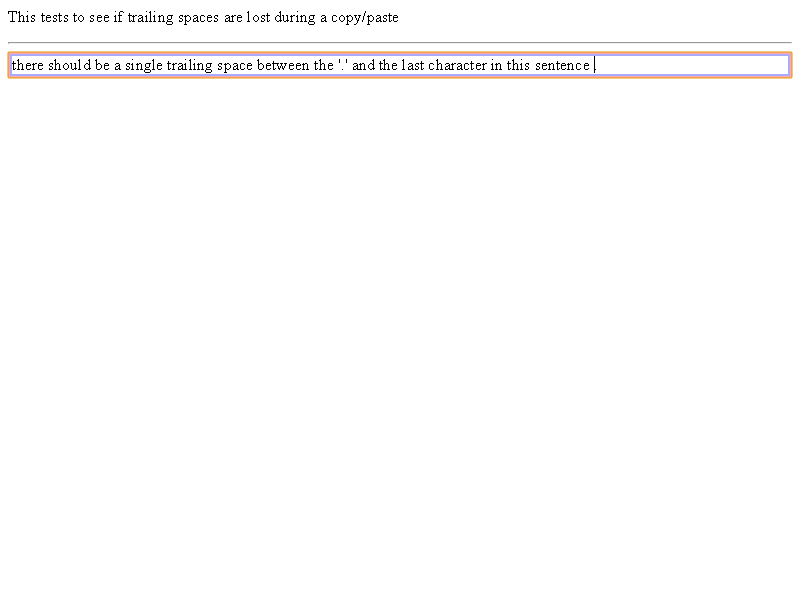 This tests to see if trailing spaces are lost during a copy/paste
there should be a single trailing space between the '.' and the last character in this sentence .